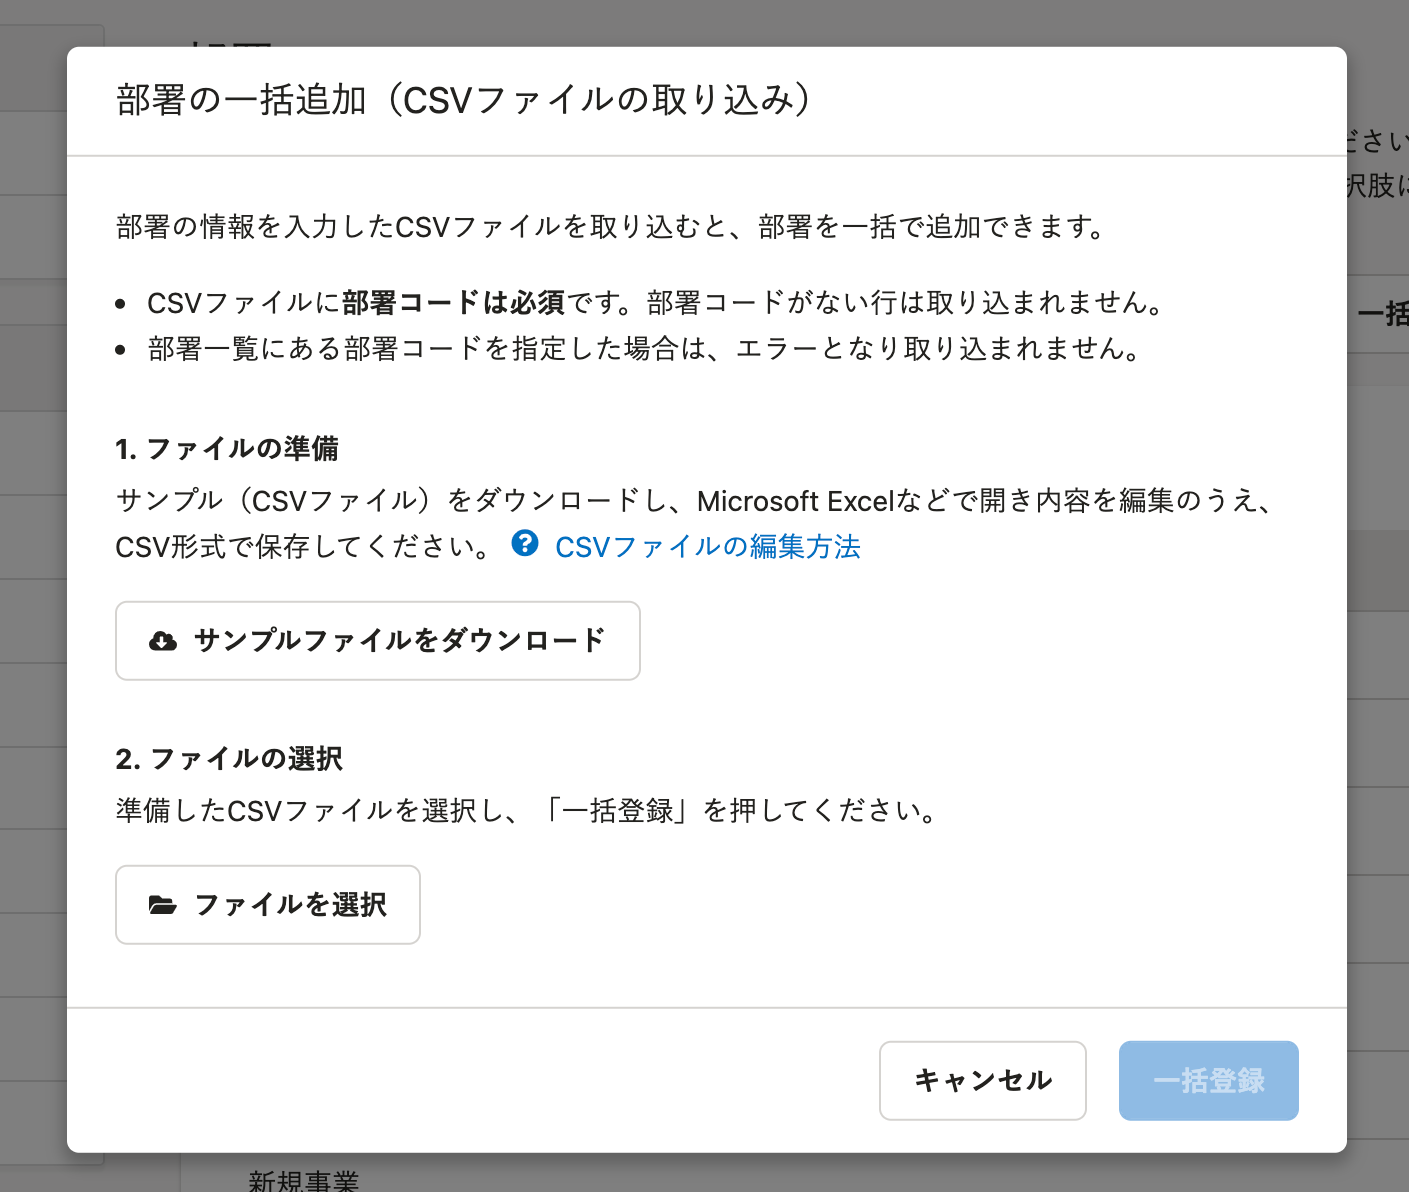 部署の一括追加（CSVファイルの取り込み）
ださい
択肢に
部署の情報を入力したCSVファイルを取り込むと、部署を一括で追加できます。
• CSVファイルに部署コードは必須です。部署コードがない行は取り込まれません。
一括
• 部署一覧にある部署コードを指定した場合は、エラーとなり取り込まれません。
1. ファイルの準備
サンプル（CSVファイル）をダウンロードし、Microsoft Excelなどで開き内容を編集のうえ、
CSV形式で保存してください。 ? CSVファイルの編集方法
サンプルファイルをダウンロード
2. ファイルの選択
準備したCSVファイルを選択し、「一括登録」を押してください。
ファイルを選択
キャンセル 一括登録
新規事業